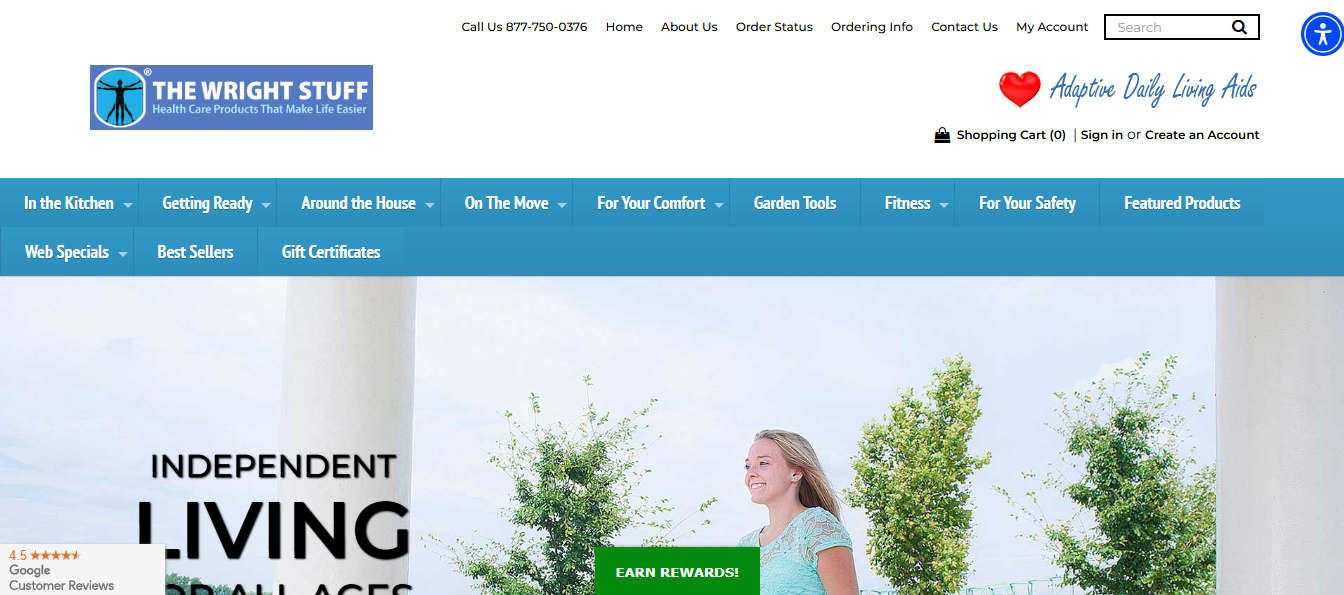 Call Us 877-750-0376 Home About Us Order Status Ordering Info Contact Us My Account Search
THE WRIGHT STUFF®
Health Care Products That Make Life Easier
Adaptive Daily Living Aids
Shopping Cart (0) | Sign in or Create an Account
In the Kitchen Getting Ready Around the House On The Move For Your Comfort Garden Tools Fitness For Your Safety Featured Products
Web Specials Best Sellers Gift Certificates
INDEPENDENT
LIVING
FOR ALL AGES
4.5
Google
Customer Reviews
EARN REWARDS!